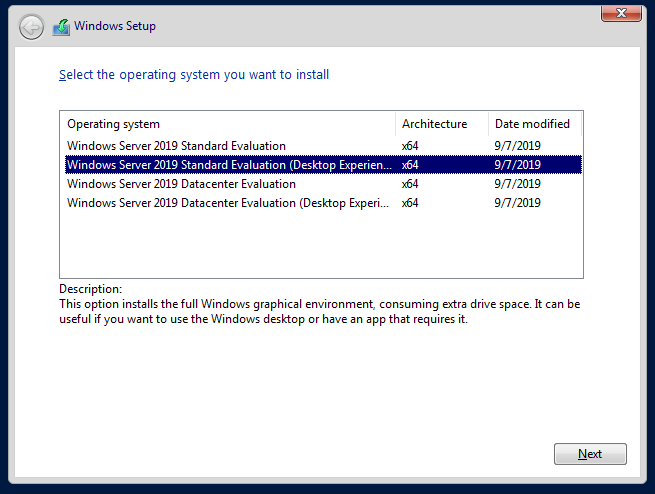 Windows Setup
Select the operating system you want to install
Operating system Architecture Date modified
Windows Server 2019 Standard Evaluation x64 9/7/2019
Windows Server 2019 Standard Evaluation (Desktop Experien... x64 9/7/2019
Windows Server 2019 Datacenter Evaluation x64 9/7/2019
Windows Server 2019 Datacenter Evaluation (Desktop Experi... x64 9/7/2019
Description:
This option installs the full Windows graphical environment, consuming extra drive space. It can be
useful if you want to use the Windows desktop or have an app that requires it.
Next